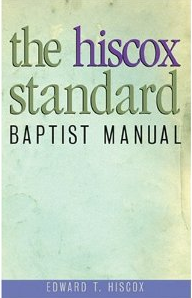 the hiscox
standard
BAPTIST MANUAL
EDWARD T. HISCOX